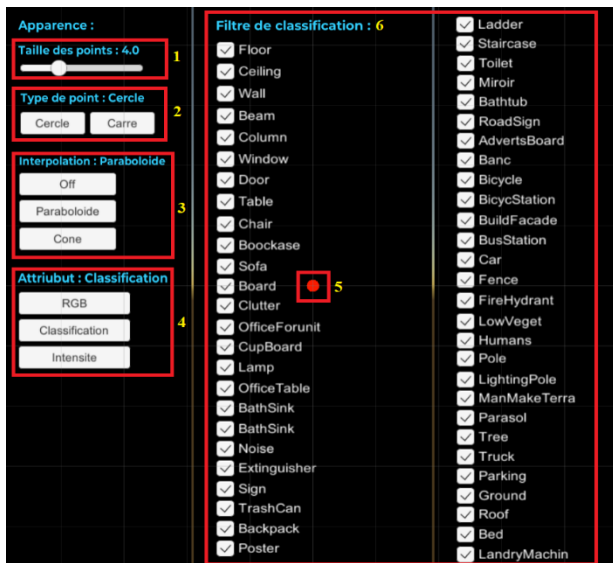 Apparence :
Taille des points : 4.0
1
Type de point : Cercle
2
Cercle Carre
Interpolation : Paraboloide
Off
Paraboloide
3
Cone
Attriubut : Classification
RGB
4
Classification
Intensite
Filtre de classification : 6
Floor
Ceiling
Wall
Beam
Column
Window
Door
Table
Chair
Boockase
Sofa
Board
5
Clutter
OfficeForunit
CupBoard
Lamp
OfficeTable
BathSink
BathSink
Noise
Extinguisher
Sign
TrashCan
Backpack
Poster
Ladder
Staircase
Toilet
Miroir
Bathtub
RoadSign
AdvertsBoard
Banc
Bicycle
BicycStation
BuildFacade
BusStation
Car
Fence
FireHydrant
LowVeget
Humans
Pole
LightingPole
ManMakeTerra
Parasol
Tree
Truck
Parking
Ground
Roof
Bed
LandryMachin